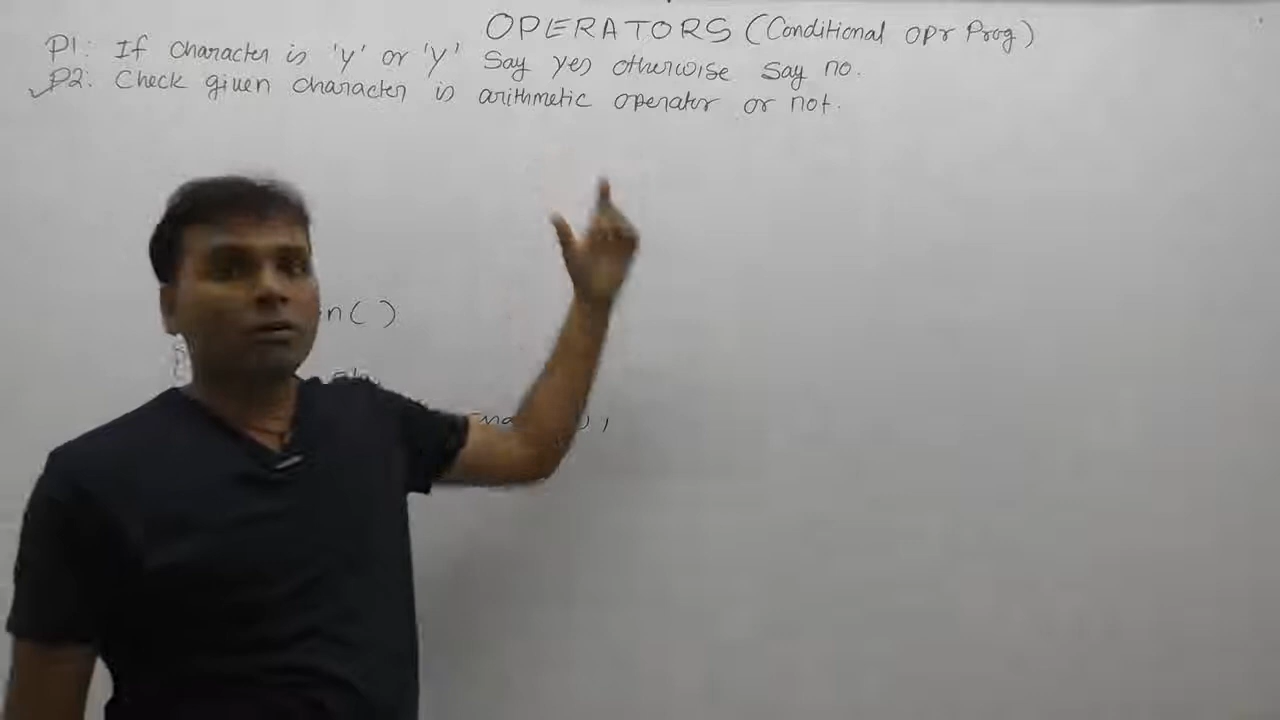 OPERATORS (Conditional opr Prog)
P1: If character is 'y' or 'Y' Say yes otherwise say no.
P2: Check given character is arithmetic operator or not.
n( )